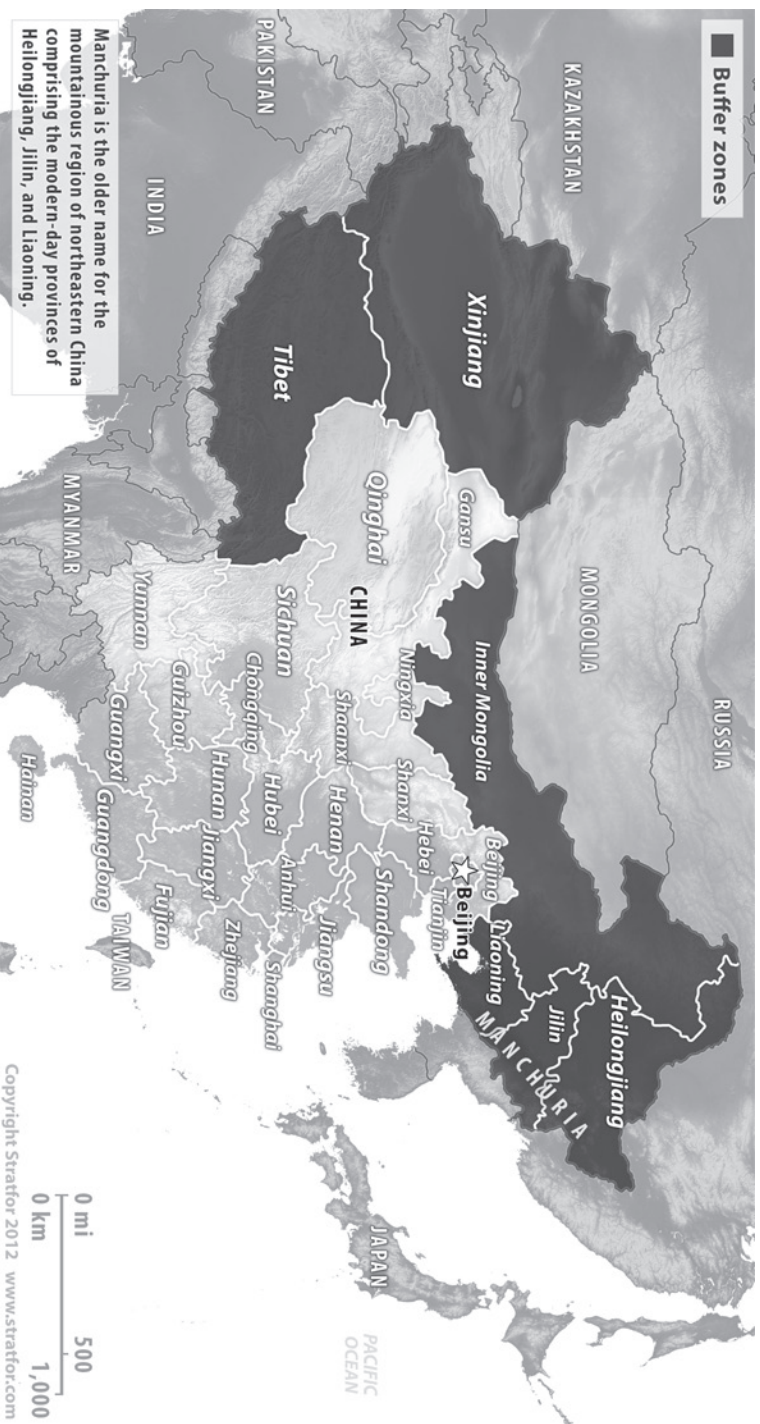 Buffer zones
KAZAKHSTAN
RUSSIA
MONGOLIA
PAKISTAN
Xinjiang
Gansu
Inner Mongolia
Heilongjiang
Jilin
Liaoning
MANCHURIA
Beijing
Beijing
Tianjin
Hebei
Shanxi
Ningxia
Shaanxi
Shandong
Henan
Qinghai
CHINA
Tibet
Sichuan
Chongqing
Hubei
Anhui
Jiangsu
Shanghai
Zhejiang
Hunan
Jiangxi
Fujian
Guizhou
Yunnan
Guangxi
Guangdong
TAIWAN
Hainan
INDIA
MYANMAR
JAPAN
PACIFIC
OCEAN
Manchuria is the older name for the
mountainous region of northeastern China
comprising the modern-day provinces of
Heilongjiang, Jilin, and Liaoning.
0 mi 500
0 km 1,000
Copyright Stratfor 2012 www.stratfor.com